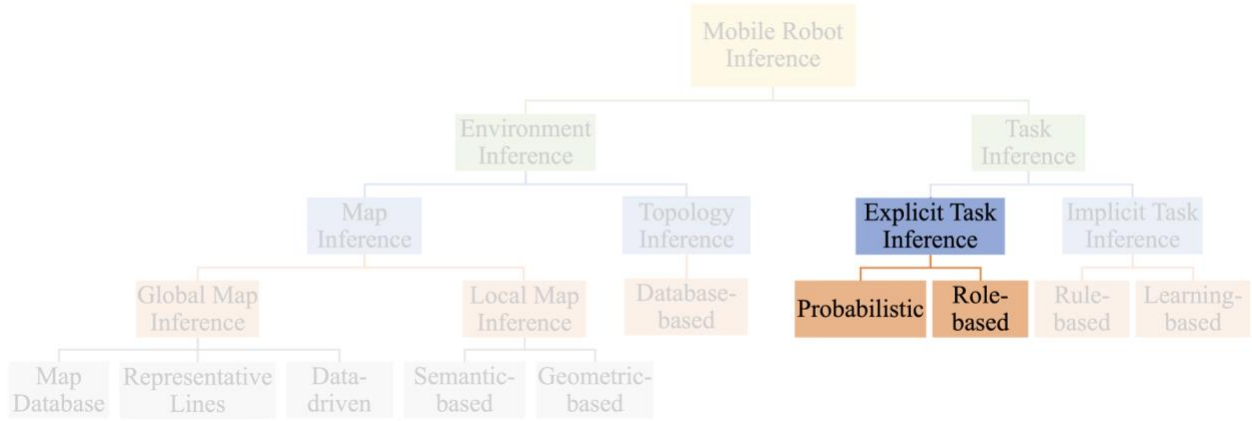 Mobile Robot
Inference
Environment
Inference
Task
Inference
Map
Inference
Topology
Inference
Explicit Task
Inference
Implicit Task
Inference
Global Map
Inference
Local Map
Inference
Database-
based
Probabilistic
Role-
based
Rule-
based
Learning-
based
Map
Database
Representative
Lines
Data-
driven
Semantic-
based
Geometric-
based